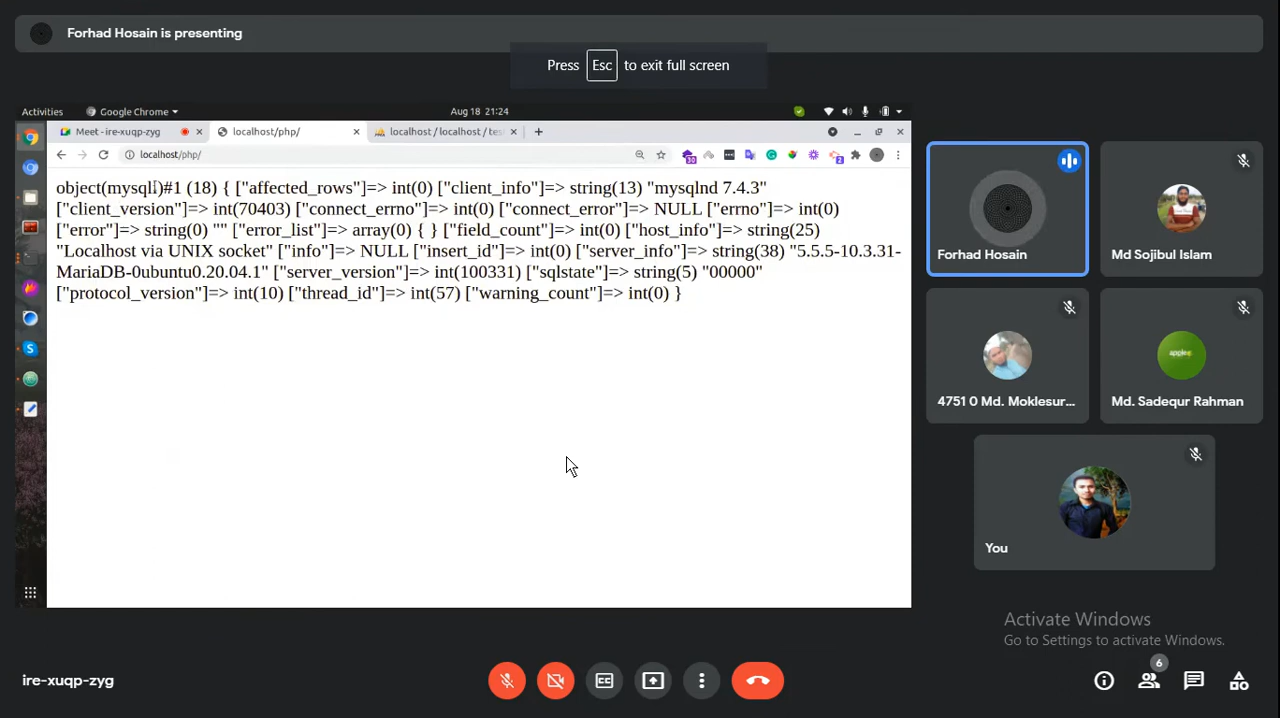 Forhad Hosain is presenting
Press Esc to exit full screen
Activities
Google Chrome
Aug 18 21:24
Meet - ire-xuqp-zyg
localhost/php/
localhost / localhost / tes
localhost/php/
30
2
object(mysqli)#1 (18) { ["affected_rows"]=> int(0) ["client_info"]=> string(13) "mysqlnd 7.4.3"
["client_version"]=> int(70403) ["connect_errno"]=> int(0) ["connect_error"]=> NULL ["errno"]=> int(0)
["error"]=> string(0) "" ["error_list"]=> array(0) { } ["field_count"]=> int(0) ["host_info"]=> string(25)
"Localhost via UNIX socket" ["info"]=> NULL ["insert_id"]=> int(0) ["server_info"]=> string(38) "5.5.5-10.3.31-
MariaDB-0ubuntu0.20.04.1" ["server_version"]=> int(100331) ["sqlstate"]=> string(5) "00000"
["protocol_version"]=> int(10) ["thread_id"]=> int(57) ["warning_count"]=> int(0) }
Forhad Hosain
Md Sojibul Islam
4751 0 Md. Moklesur...
Md. Sadequr Rahman
You
Activate Windows
Go to Settings to activate Windows.
ire-xuqp-zyg
CC
6